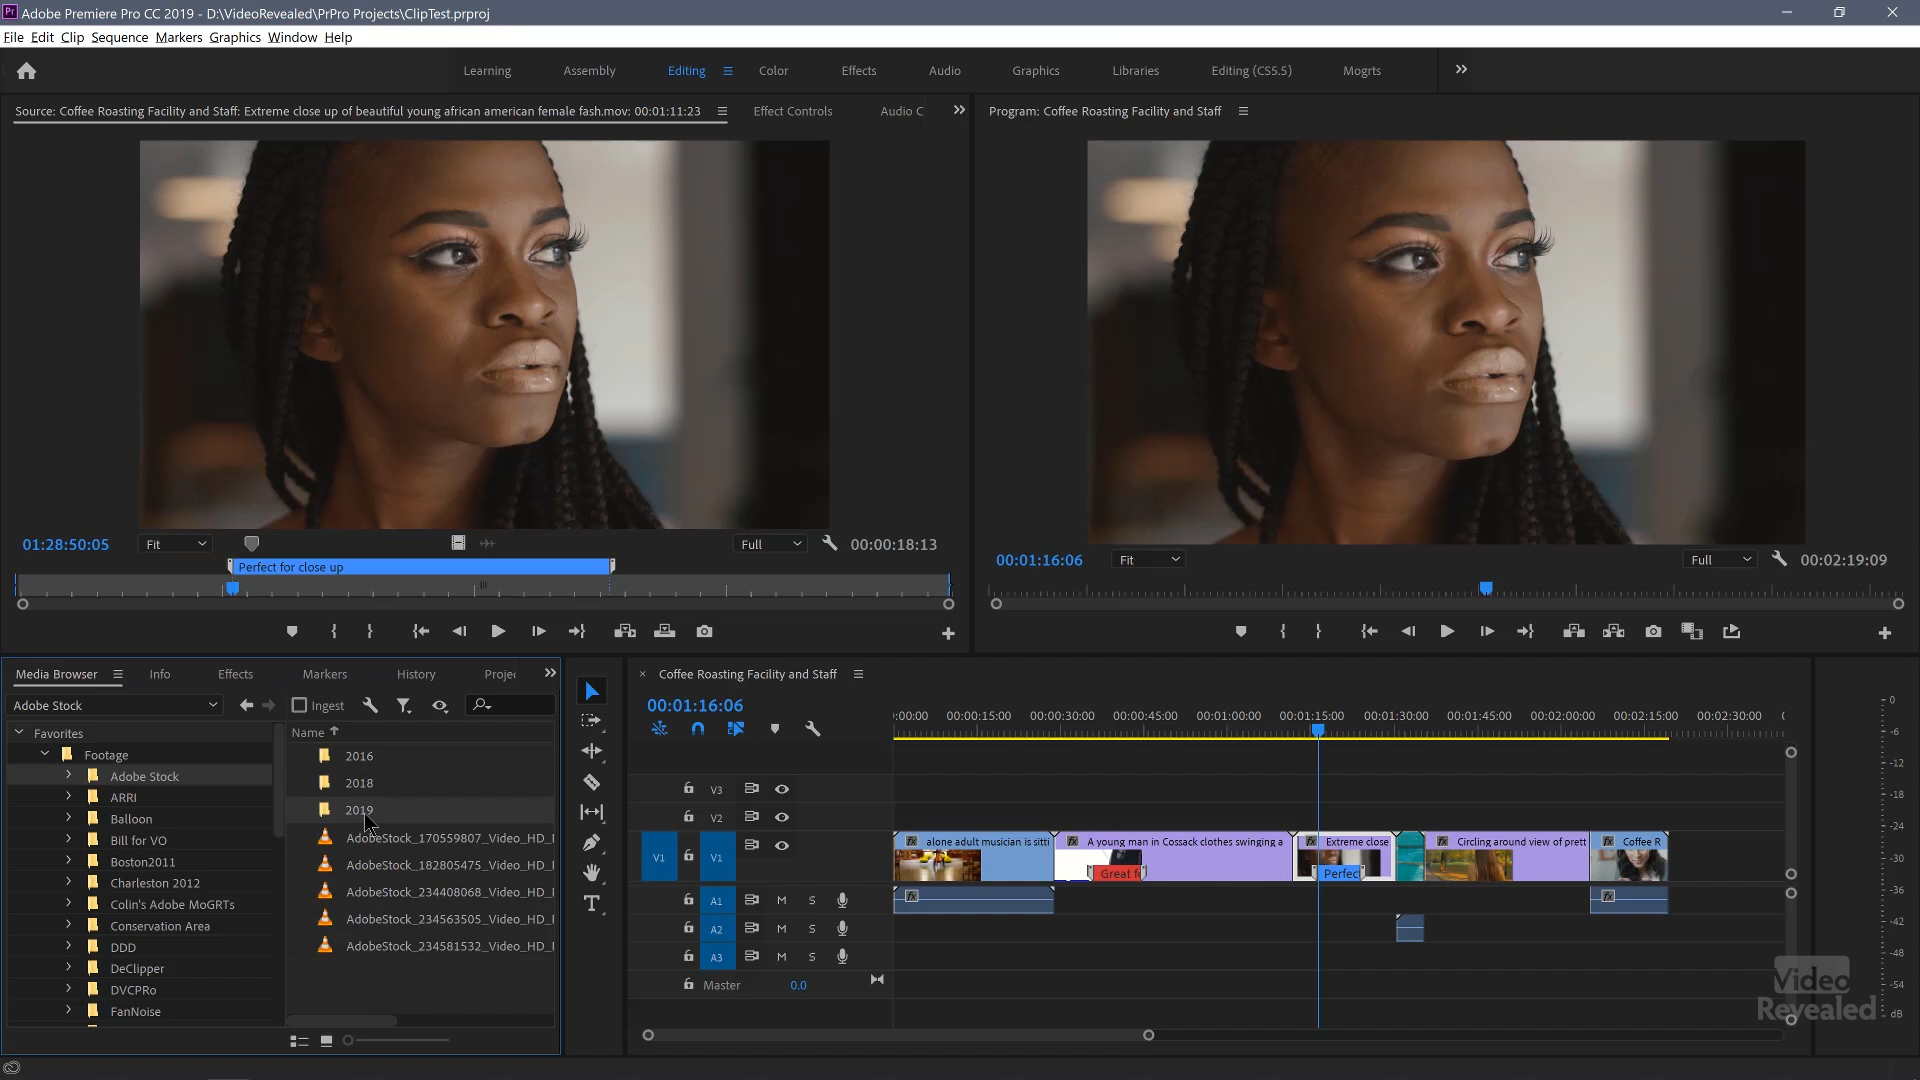 Pr Adobe Premiere Pro CC 2019 - D:\VideoRevealed\PrPro Projects\ClipTest.prproj
File Edit Clip Sequence Markers Graphics Window Help
Learning Assembly Editing Color Effects Audio Graphics Libraries Editing (CS5.5) Mogrts
Source: Coffee Roasting Facility and Staff: Extreme close up of beautiful young african american female fash.mov: 00:01:11:23 Effect Controls Audio C
Program: Coffee Roasting Facility and Staff
01:28:50:05 Fit Full 00:00:18:13
Perfect for close up
00:01:16:06 Fit Full 00:02:19:09
Media Browser Info Effects Markers History Projec
Adobe Stock Ingest
Favorites
Footage
Adobe Stock
ARRI
Balloon
Bill for VO
Boston2011
Charleston 2012
Colin's Adobe MoGRTs
Conservation Area
DDD
DeClipper
DVCPRo
FanNoise
Name
2016
2018
2019
AdobeStock_170559807_Video_HD_
AdobeStock_182805475_Video_HD_
AdobeStock_234408068_Video_HD_
AdobeStock_234563505_Video_HD_
AdobeStock_234581532_Video_HD_
× Coffee Roasting Facility and Staff
00:01:16:06
:00:00 00:00:15:00 00:00:30:00 00:00:45:00 00:01:00:00 00:01:15:00 00:01:30:00 00:01:45:00 00:02:00:00 00:02:15:00 00:02:30:00
V3
V2
V1 V1
alone adult musician is sitti A young man in Cossack clothes swinging a Extreme close Circling around view of prett Coffee R
Great fo Perfec
fx fx fx fx
A1 M S
A2 M S
A3 M S
Master 0.0
0
-6
-12
-18
-24
-30
-36
-42
-48
-54
dB
Video
Revealed